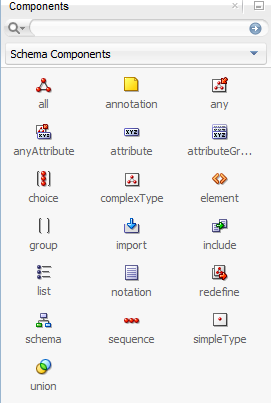 Components
Schema Components
all annotation any
anyAttribute attribute attributeGr...
choice complexType element
group import include
list notation redefine
schema sequence simpleType
union